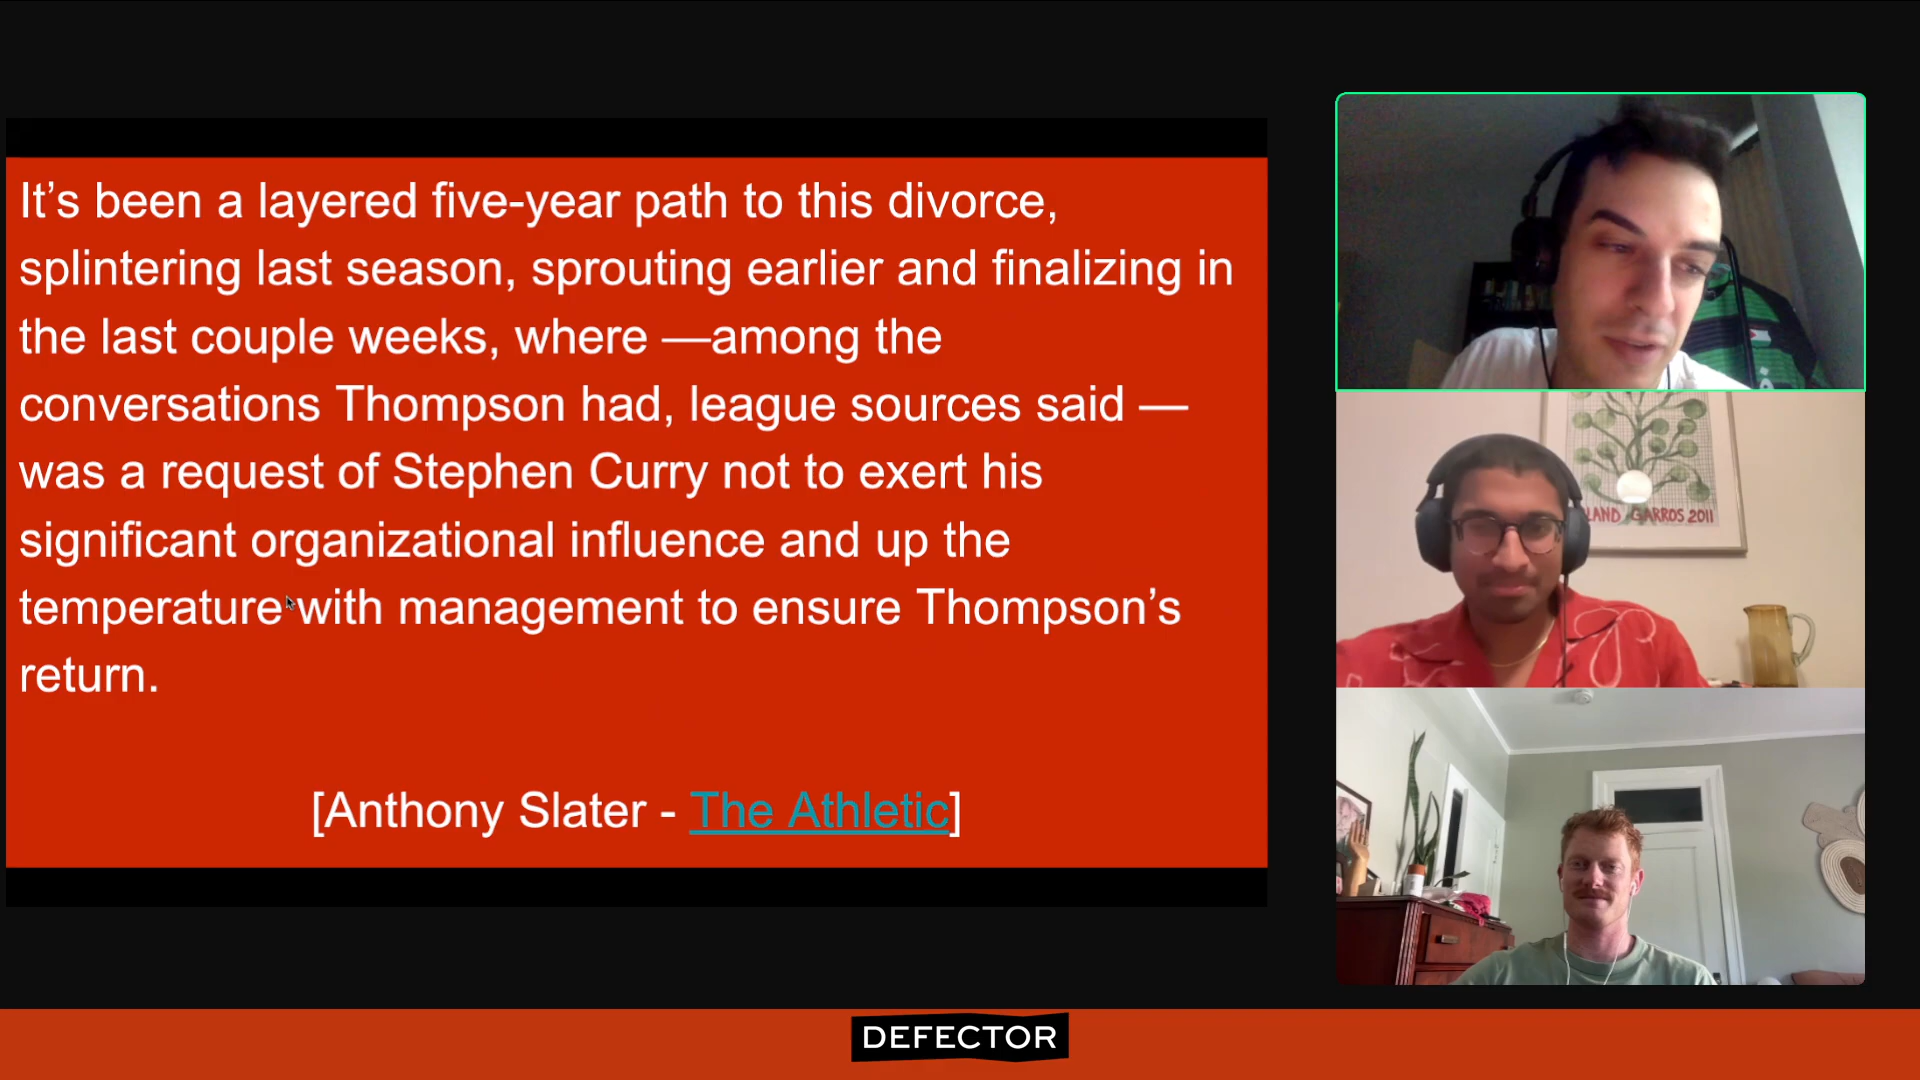 It’s been a layered five-year path to this divorce,
splintering last season, sprouting earlier and finalizing in
the last couple weeks, where —among the
conversations Thompson had, league sources said —
was a request of Stephen Curry not to exert his
significant organizational influence and up the
temperature with management to ensure Thompson’s
return.
[Anthony Slater - The Athletic]
LAND GARROS 2011
DEFECTOR